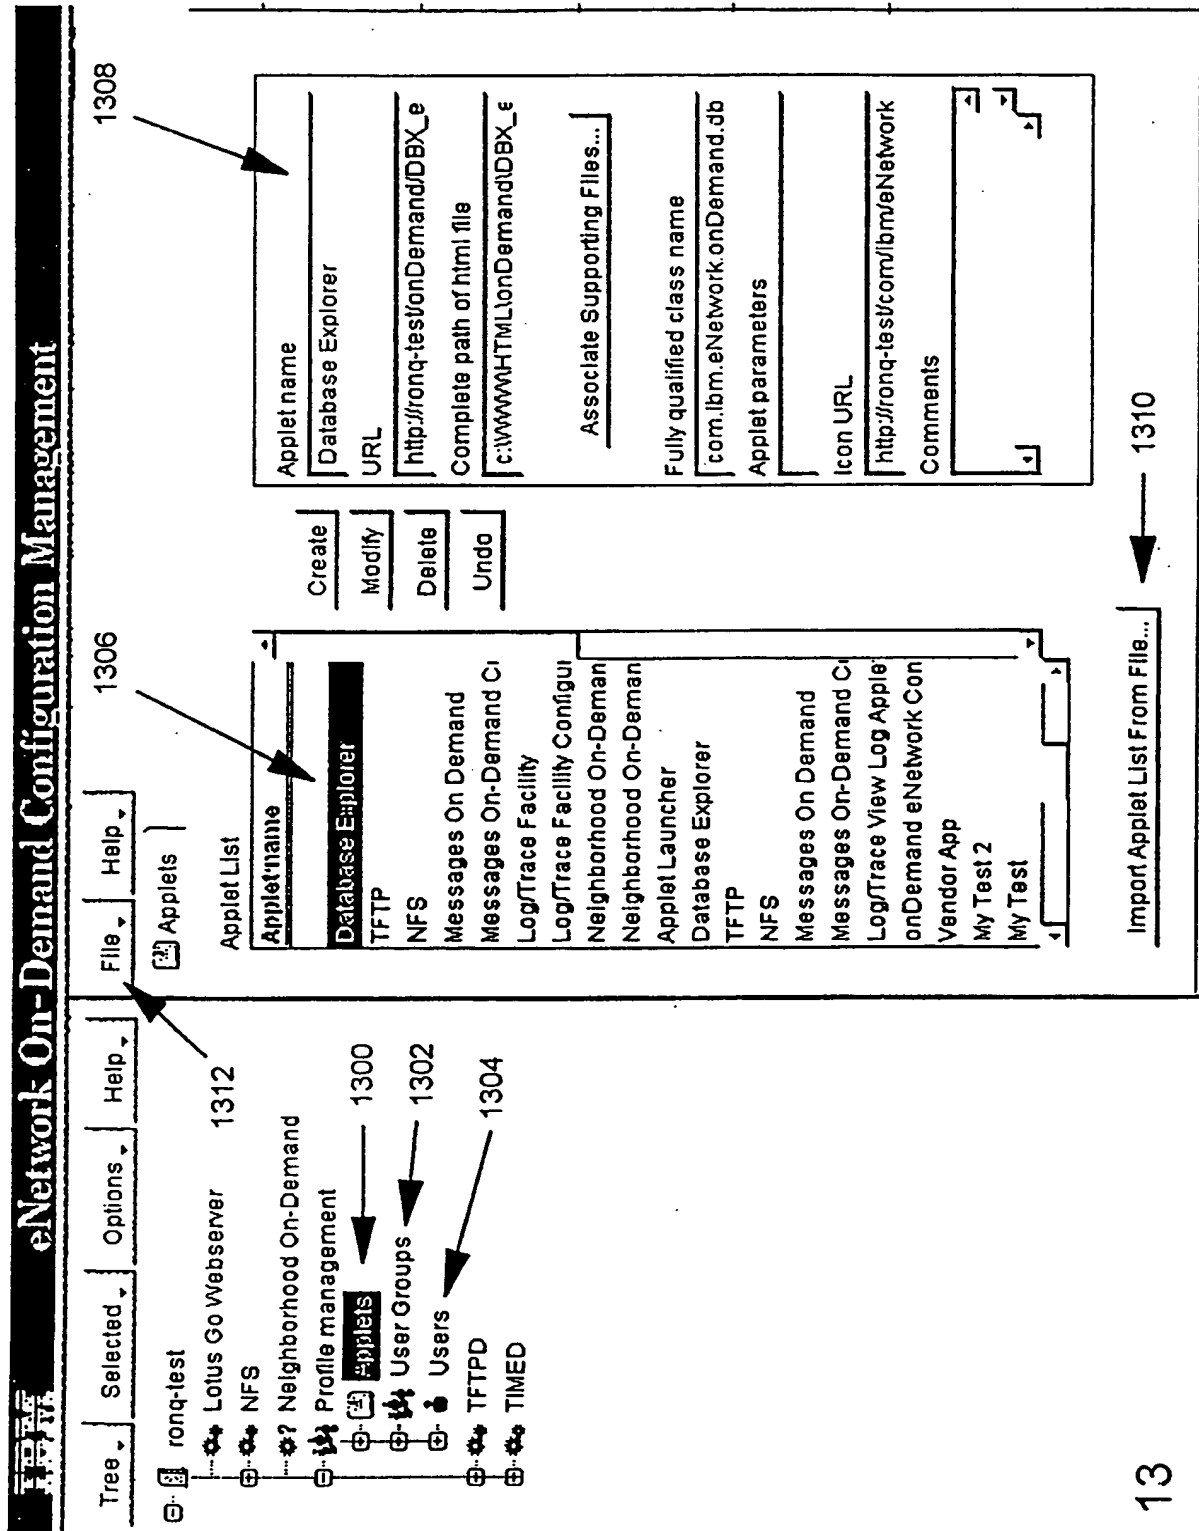 IBM
eNetwork On-Demand Configuration Management
Tree Selected Options Help
ronq-test
Lotus Go Webserver
NFS
? Neighborhood On-Demand
Profile management
Applets
User Groups
Users
TFTPD
TIMED
1312
1300
1302
1304
File Help
Applets
Applet List
Applet name
Database Explorer
TFTP
NFS
Messages On Demand
Messages On-Demand Co
Log/Trace Facility
Log/Trace Facility Configur
Neighborhood On-Deman
Neighborhood On-Deman
Applet Launcher
Database Explorer
TFTP
NFS
Messages On Demand
Messages On-Demand Co
Log/Trace View Log Apple
onDemand eNetwork Con
Vendor App
My Test 2
My Test
Import Applet List From File...
1306
Create
Modify
Delete
Undo
1308
Applet name
Database Explorer
URL
http://ronq-test/onDemand/DBX_e
Complete path of html file
c:\WWW\HTML\onDemand\DBX_e
Associate Supporting Files...
Fully qualified class name
com.ibm.eNetwork.onDemand.db
Applet parameters
Icon URL
http://ronq-test/com/ibm/eNetwork
Comments
1310
13